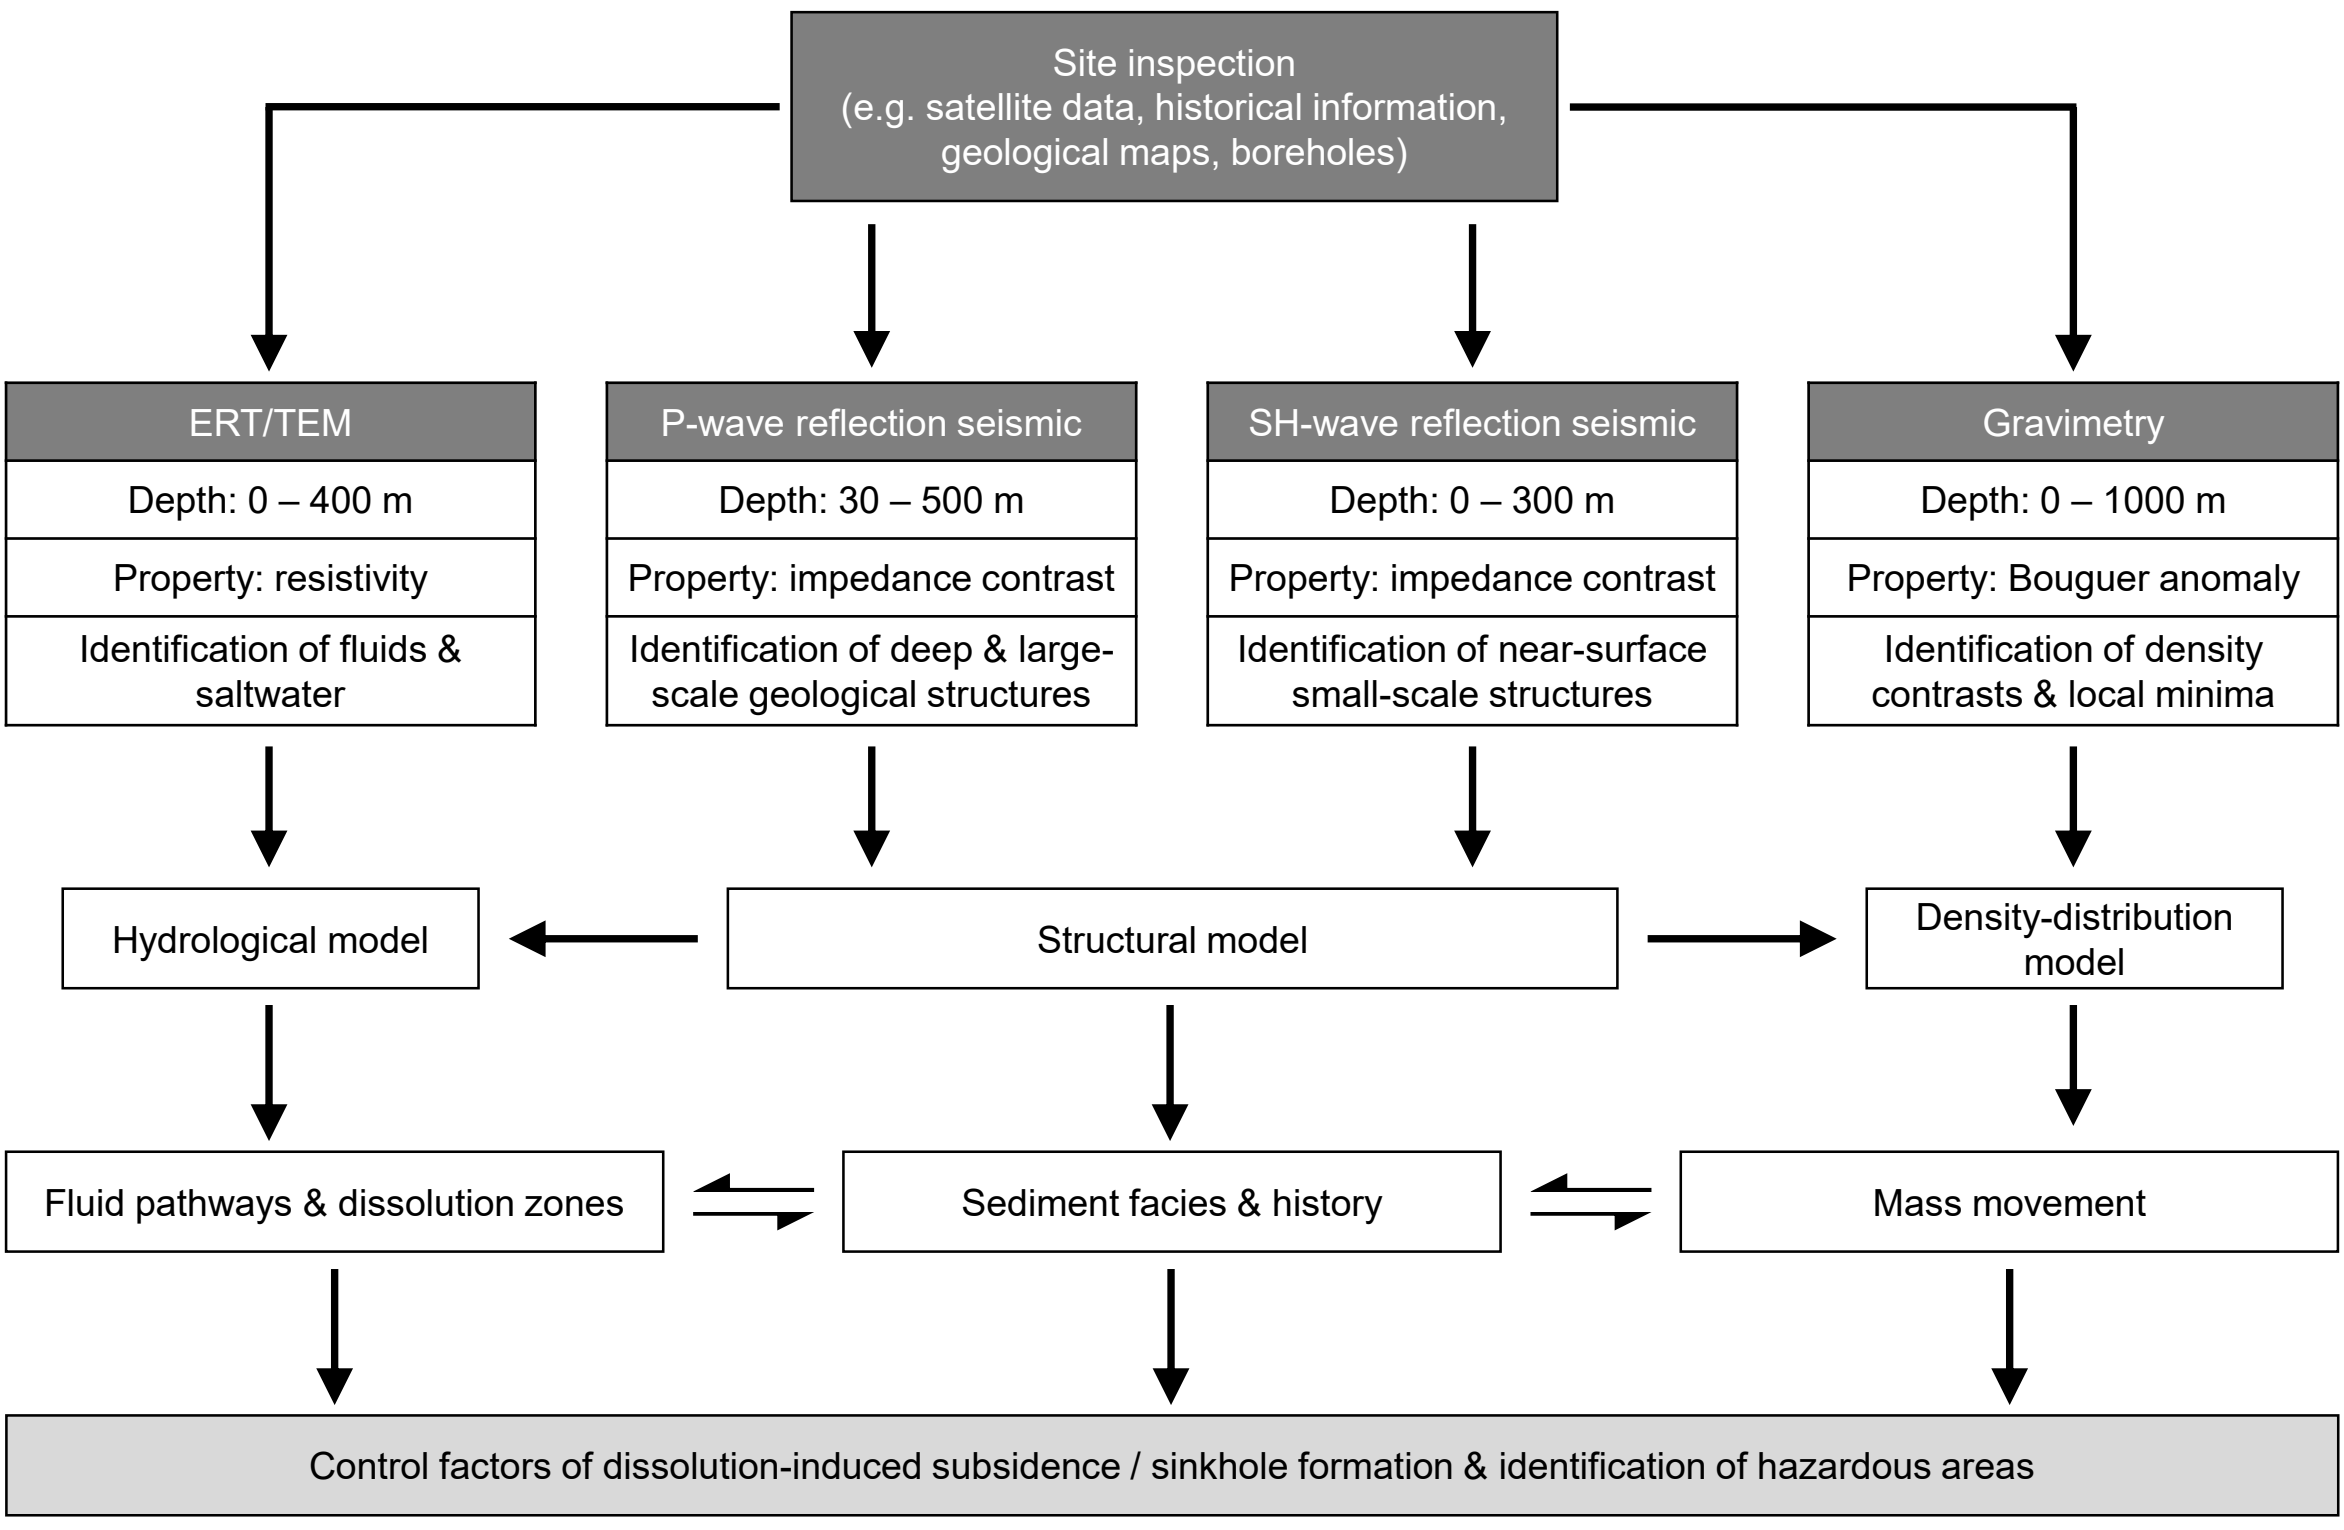 Site inspection
(e.g. satellite data, historical information,
geological maps, boreholes)
ERT/TEM
Depth: 0 – 400 m
Property: resistivity
Identification of fluids &
saltwater
P-wave reflection seismic
Depth: 30 – 500 m
Property: impedance contrast
Identification of deep & large-
scale geological structures
SH-wave reflection seismic
Depth: 0 – 300 m
Property: impedance contrast
Identification of near-surface
small-scale structures
Gravimetry
Depth: 0 – 1000 m
Property: Bouguer anomaly
Identification of density
contrasts & local minima
Hydrological model
Structural model
Density-distribution
model
Fluid pathways & dissolution zones
Sediment facies & history
Mass movement
Control factors of dissolution-induced subsidence / sinkhole formation & identification of hazardous areas